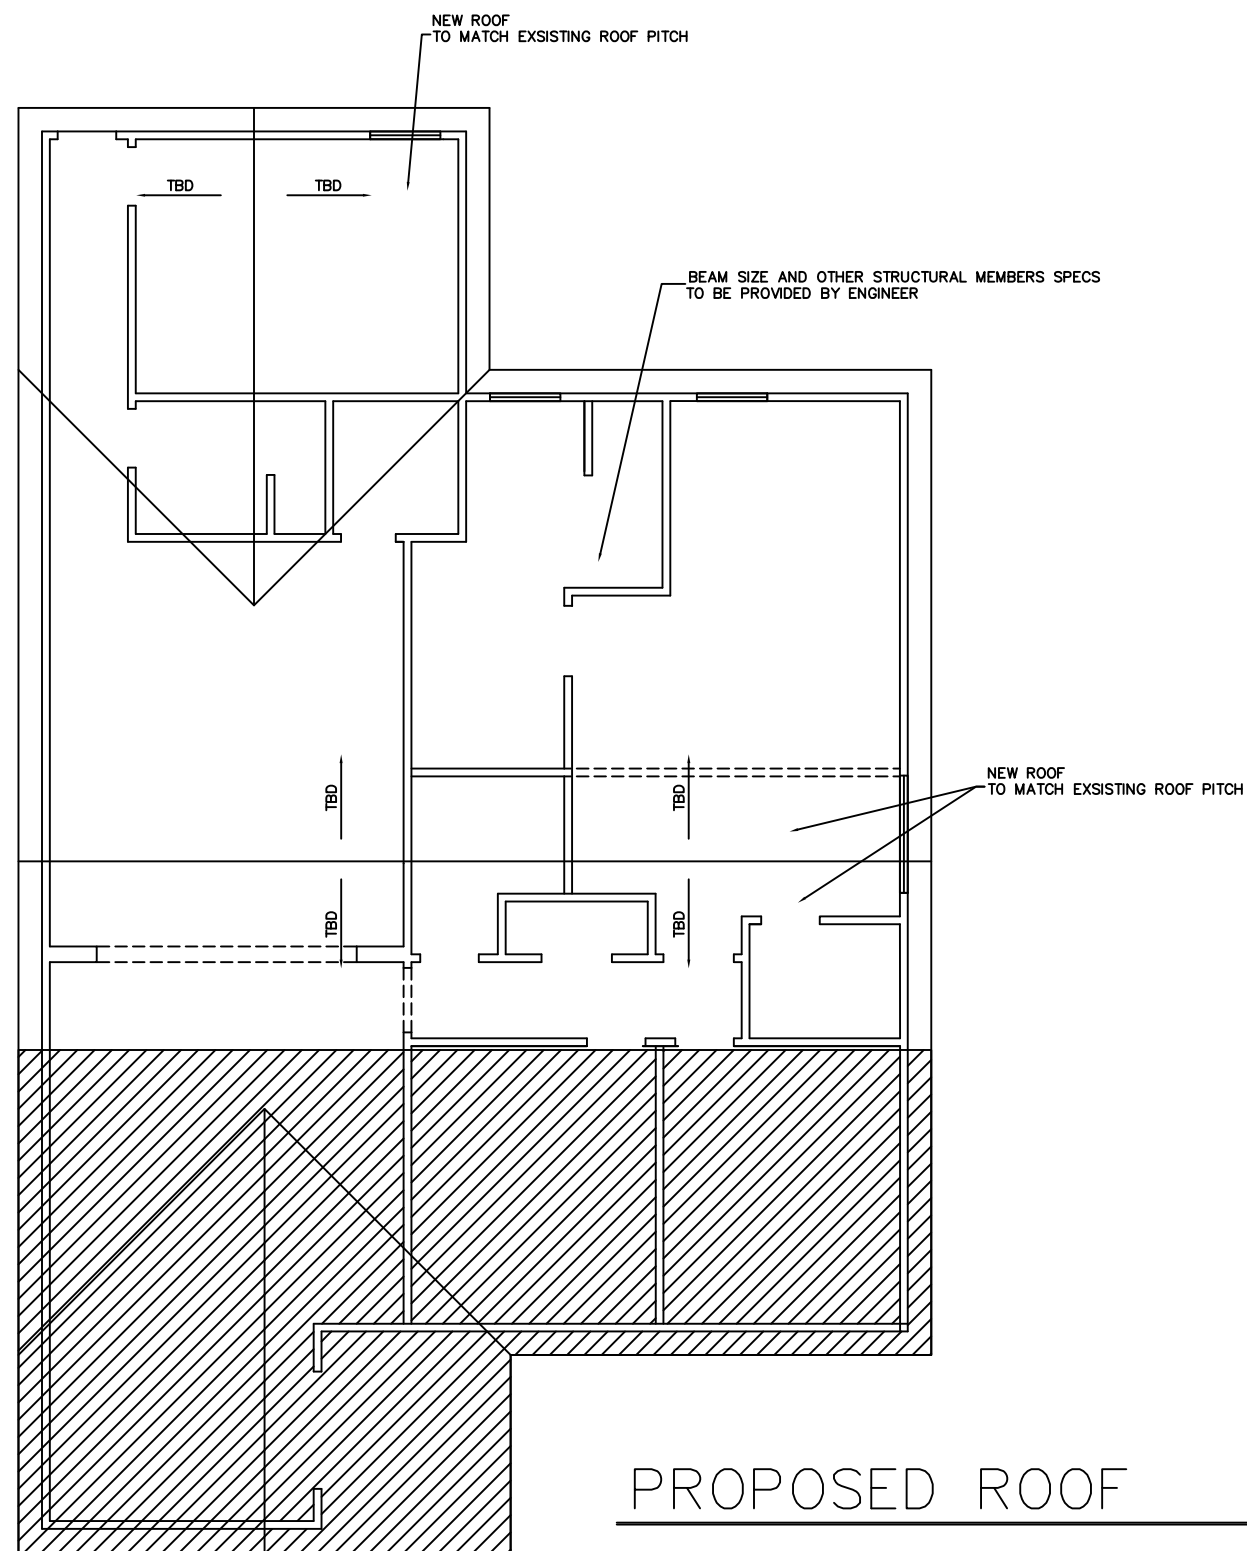 NEW ROOF
TO MATCH EXSISTING ROOF PITCH
TBD
TBD
BEAM SIZE AND OTHER STRUCTURAL MEMBERS SPECS
TO BE PROVIDED BY ENGINEER
TBD
TBD
NEW ROOF
TO MATCH EXSISTING ROOF PITCH
TBD
TBD
PROPOSED ROOF